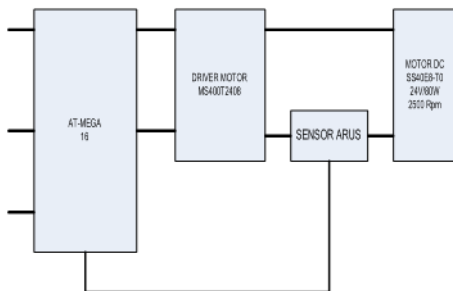 AT-MEGA
16
DRIVER MOTOR
MS400T2408
SENSOR ARUS
MOTOR DC
SS40E8-T0
24V/80W
2500 Rpm